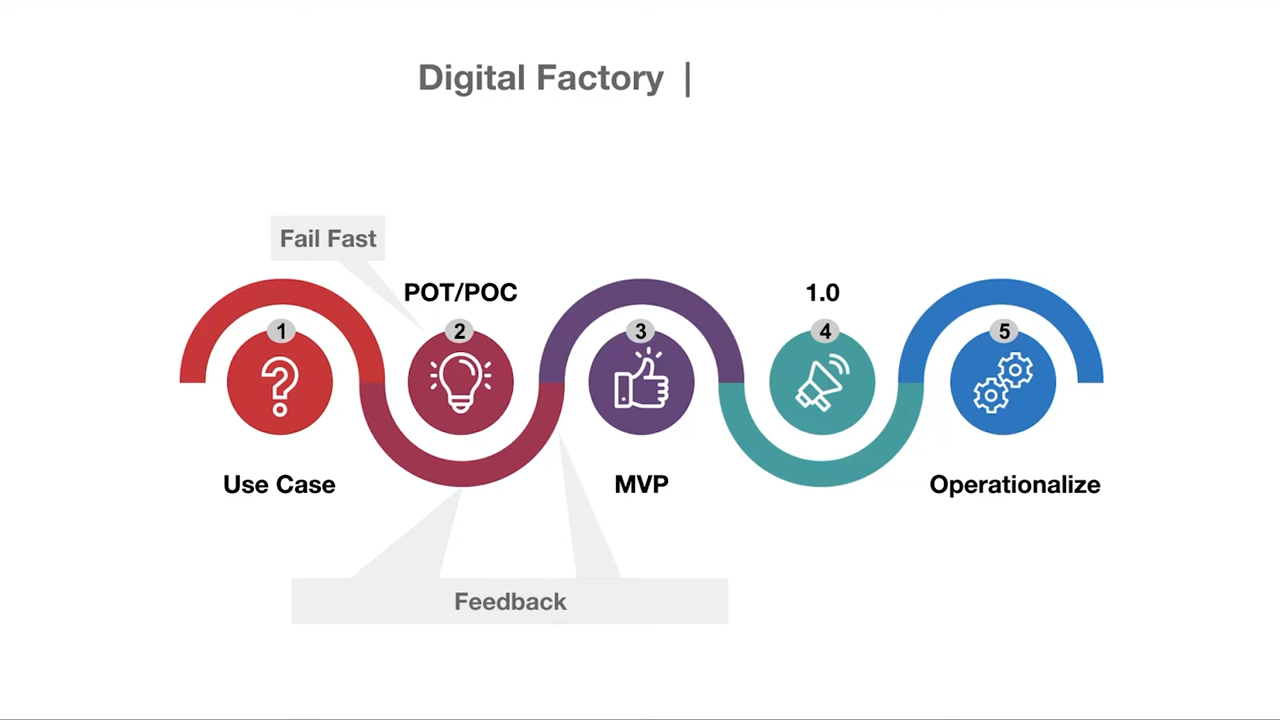 Digital Factory |
Fail Fast
POT/POC
1.0
1
2
3
4
5
Use Case
MVP
Operationalize
Feedback